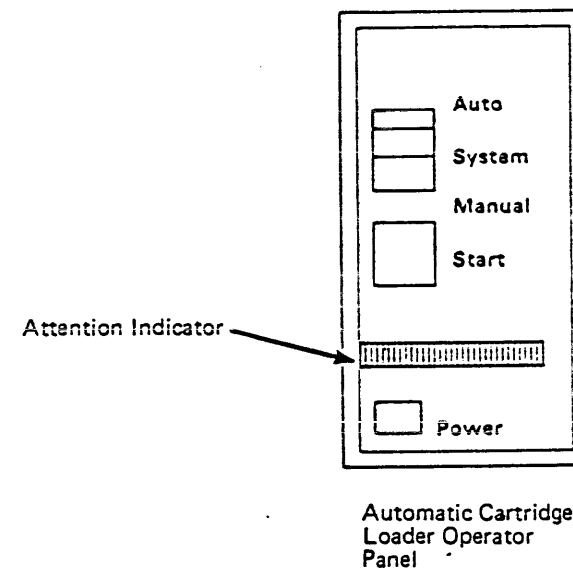 Auto
System
Manual
Start
Attention Indicator
Power
Automatic Cartridge
Loader Operator
Panel